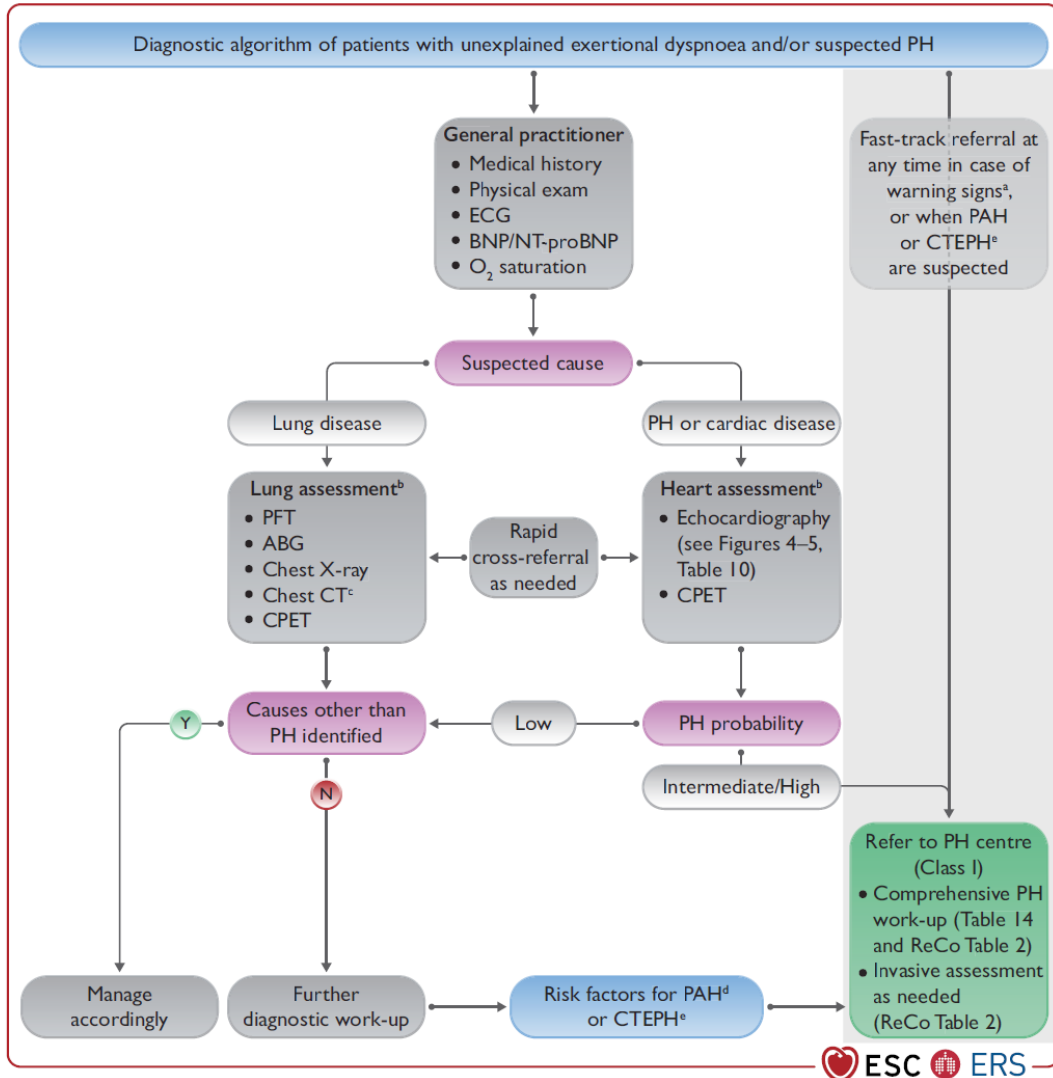 Diagnostic algorithm of patients with unexplained exertional dyspnoea and/or suspected PH
General practitioner
• Medical history
• Physical exam
• ECG
• BNP/NT-proBNP
• O₂ saturation
Fast-track referral at
any time in case of
warning signsᵃ,
or when PAH
or CTEPHᵉ
are suspected
Suspected cause
Lung disease
PH or cardiac disease
Lung assessmentᵇ
• PFT
• ABG
• Chest X-ray
• Chest CTᶜ
• CPET
Rapid
cross-referral
as needed
Heart assessmentᵇ
• Echocardiography
(see Figures 4–5,
Table 10)
• CPET
Y
Causes other than
PH identified
Low
PH probability
N
Intermediate/High
Refer to PH centre
(Class I)
• Comprehensive PH
work-up (Table 14
and ReCo Table 2)
• Invasive assessment
as needed
(ReCo Table 2)
Manage
accordingly
Further
diagnostic work-up
Risk factors for PAHᵈ
or CTEPHᵉ
ESC ERS